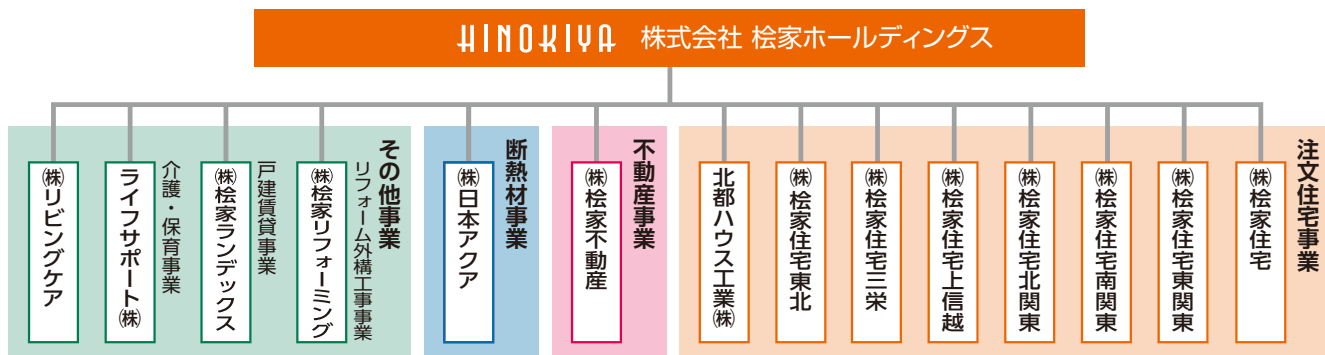 HINOKIYA 株式会社 桧家ホールディングス
注文住宅事業
㈱桧家住宅
㈱桧家住宅東関東
㈱桧家住宅南関東
㈱桧家住宅北関東
㈱桧家住宅上信越
㈱桧家住宅三栄
㈱桧家住宅東北
北都ハウス工業㈱
不動産事業
㈱桧家不動産
断熱材事業
㈱日本アクア
その他事業
リフォーム外構工事事業
㈱桧家リフォーミング
戸建賃貸事業
㈱桧家ランデックス
介護・保育事業
ライフサポート㈱
㈱リビングケア